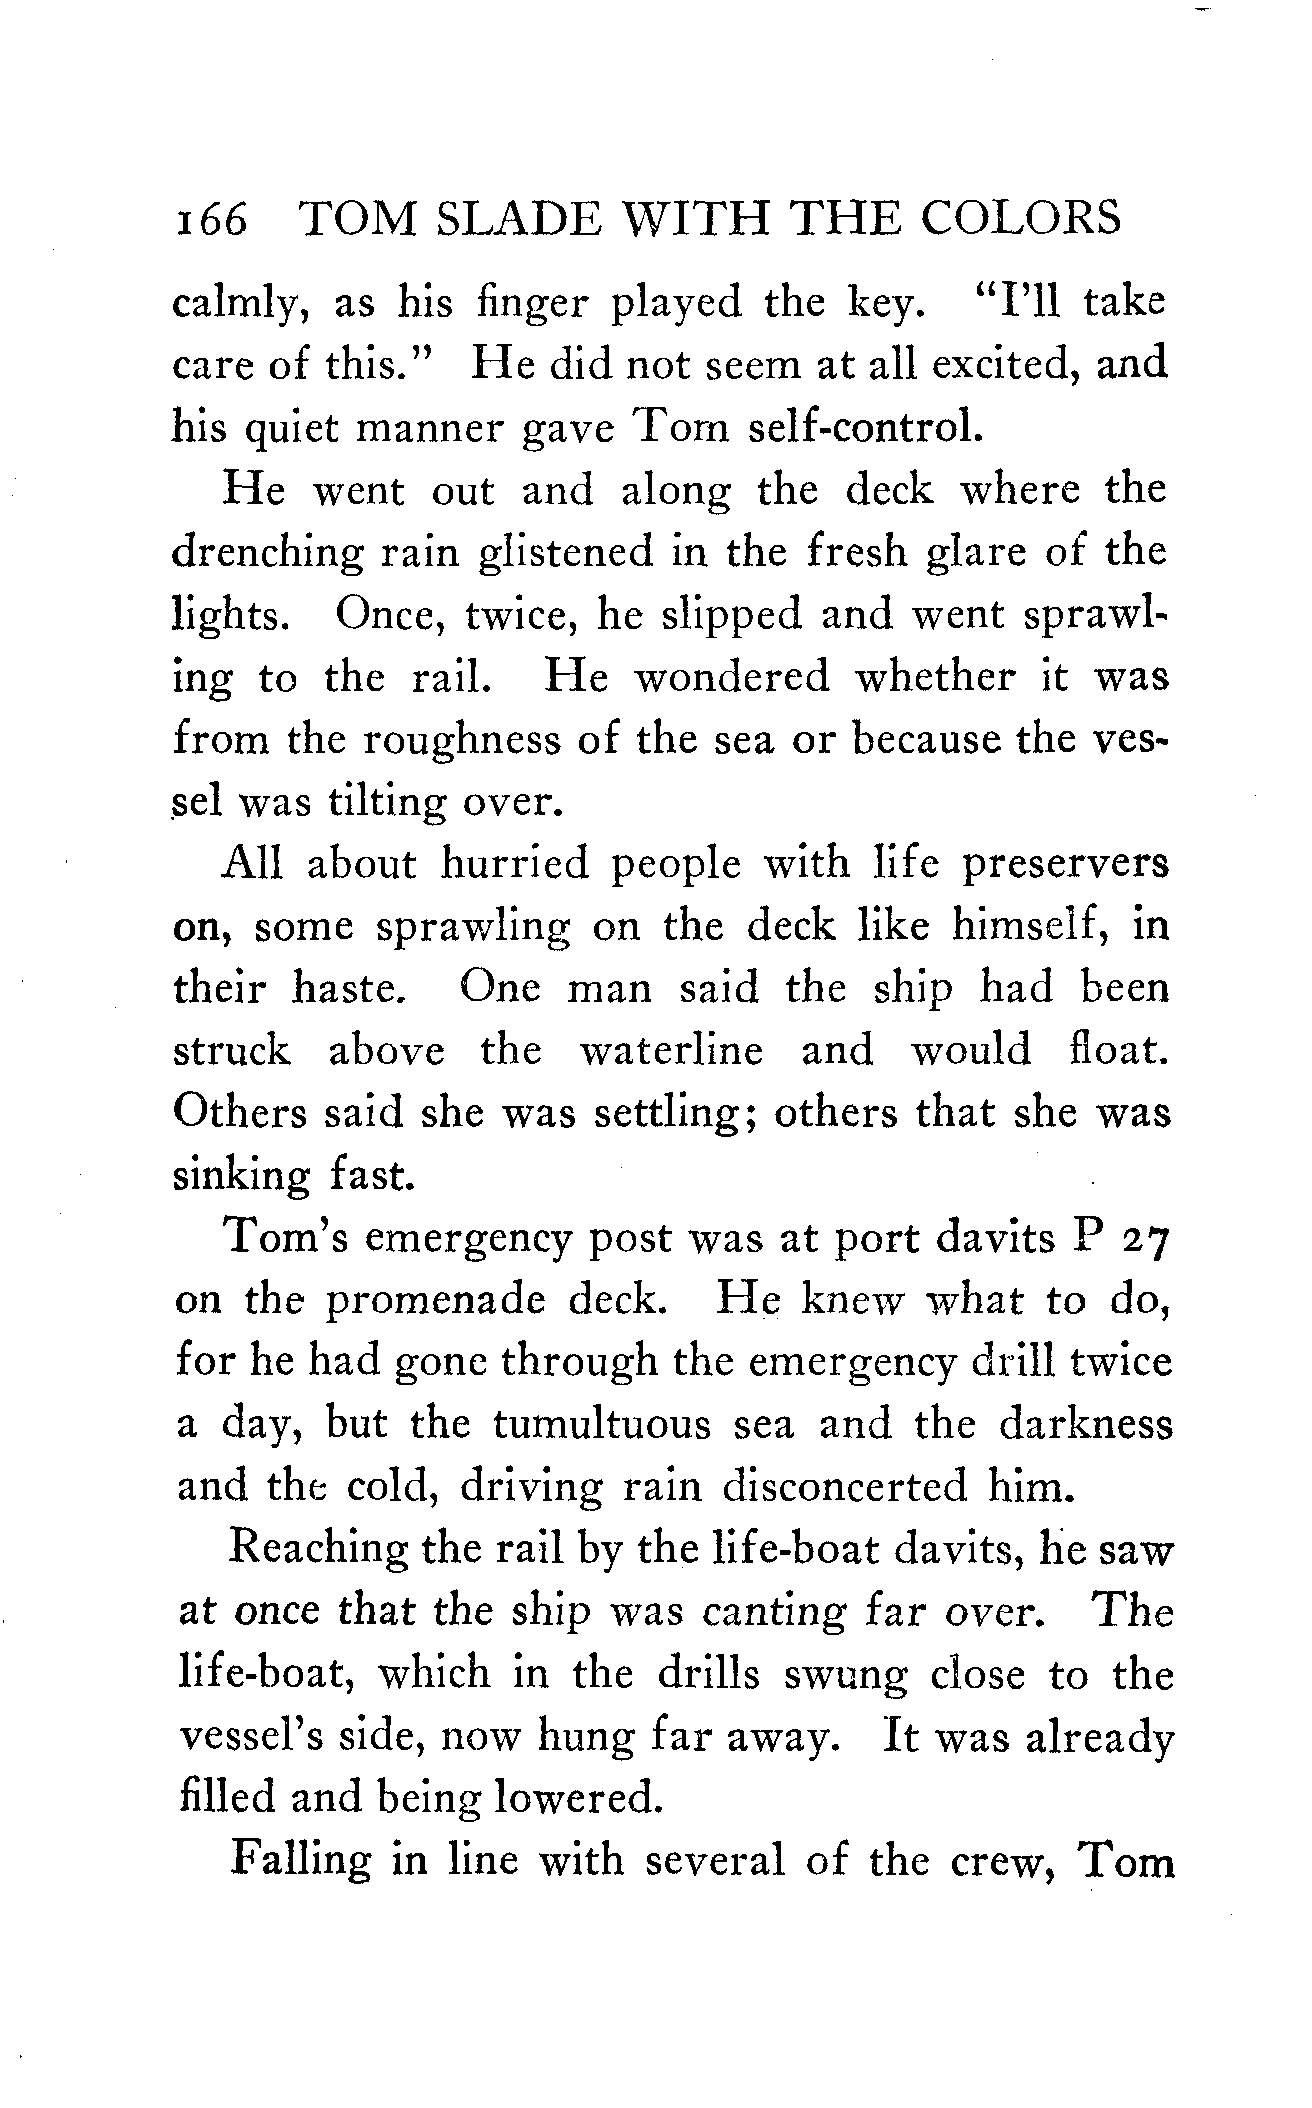 166 TOM SLADE WITH THE COLORS
calmly, as his finger played the key. "I'll take
care of this." He did not seem at all excited, and
his quiet manner gave Tom self-control.
He went out and along the deck where the
drenching rain glistened in the fresh glare of the
lights. Once, twice, he slipped and went sprawl-
ing to the rail. He wondered whether it was
from the roughness of the sea or because the ves-
sel was tilting over.
All about hurried people with life preservers
on, some sprawling on the deck like himself, in
their haste. One man said the ship had been
struck above the waterline and would float.
Others said she was settling; others that she was
sinking fast.
Tom's emergency post was at port davits P 27
on the promenade deck. He knew what to do,
for he had gone through the emergency drill twice
a day, but the tumultuous sea and the darkness
and the cold, driving rain disconcerted him.
Reaching the rail by the life-boat davits, he saw
at once that the ship was canting far over. The
life-boat, which in the drills swung close to the
vessel's side, now hung far away. It was already
filled and being lowered.
Falling in line with several of the crew, Tom